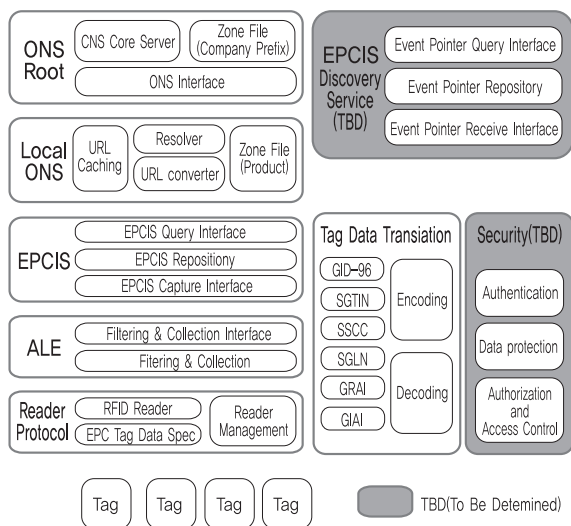 ONS
Root
CNS Core Server
Zone File
(Company Prefix)
ONS Interface
EPCIS
Discovery
Service
(TBD)
Event Pointer Query Interface
Event Pointer Repository
Event Pointer Receive Interface
Local
ONS
URL
Caching
Resolver
URL converter
Zone File
(Product)
EPCIS
EPCIS Query Interface
EPCIS Repositiony
EPCIS Capture Interface
ALE
Filtering & Collection Interface
Fitering & Collection
Reader
Protocol
RFID Reader
EPC Tag Data Spec
Reader
Management
Tag Data Transiation
GID-96
SGTIN
SSCC
SGLN
GRAI
GIAI
Encoding
Decoding
Security(TBD)
Authentication
Data protection
Authorization
and
Access Control
Tag
Tag
Tag
Tag
TBD(To Be Detemined)